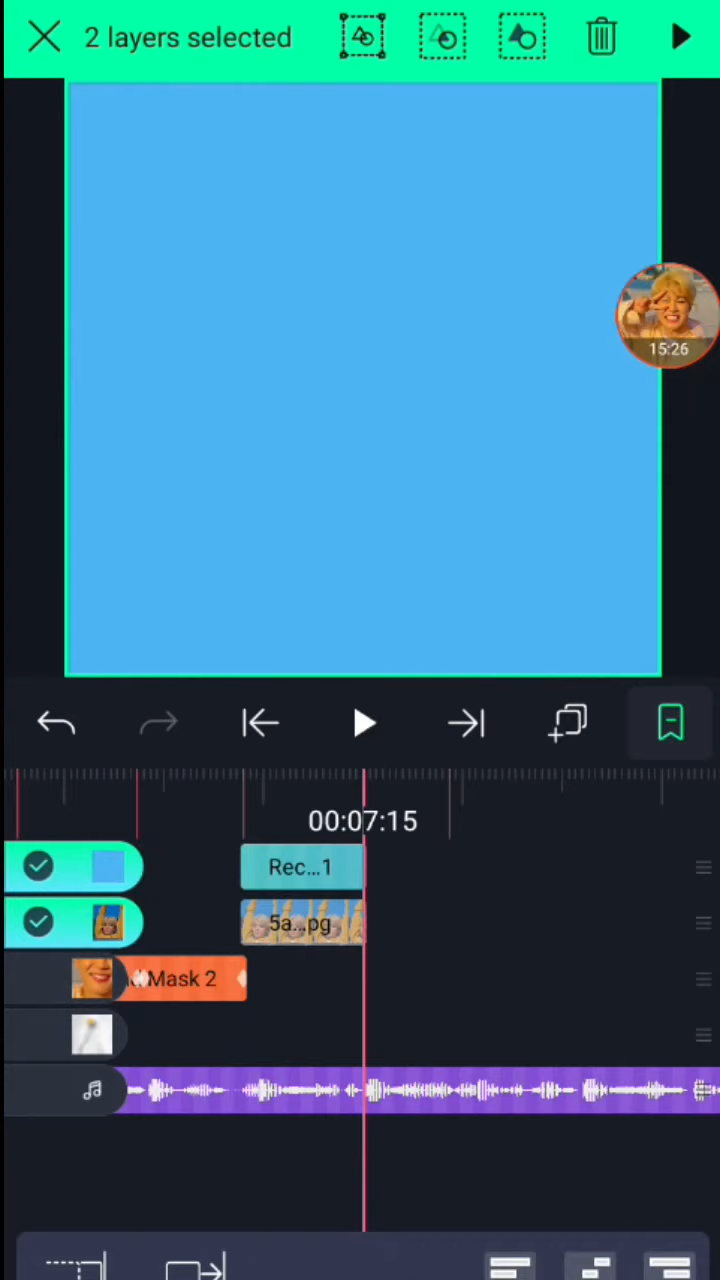 2 layers selected
15:26
00:07:15
Rec...1
5a...pg
Mask 2